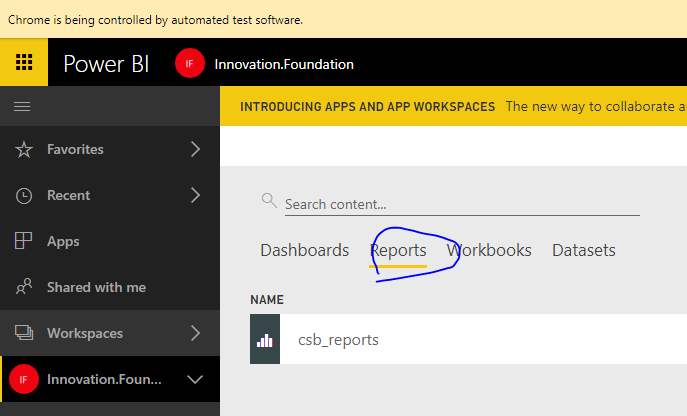 Chrome is being controlled by automated test software.
Power BI IF Innovation.Foundation
INTRODUCING APPS AND APP WORKSPACES The new way to collaborate a
Favorites
Recent
Apps
Shared with me
Workspaces
IF Innovation.Foun...
Search content...
Dashboards Reports Workbooks Datasets
NAME
csb_reports